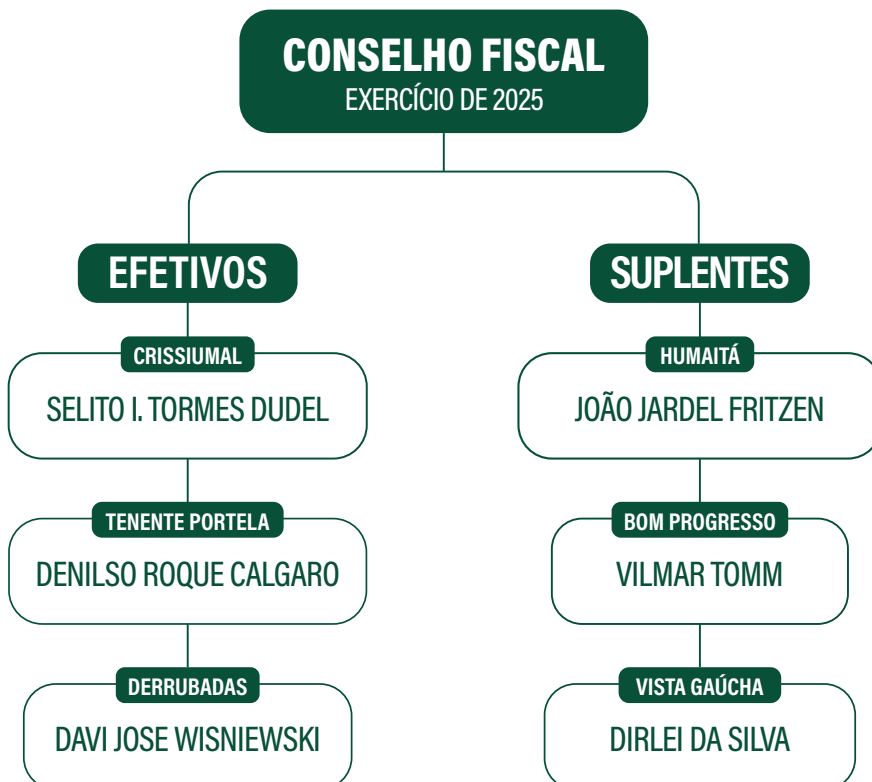 CONSELHO FISCAL
EXERCÍCIO DE 2025
EFETIVOS
CRISSIUMAL
SELITO I. TORMES DUDEL
TENENTE PORTELA
DENILSO ROQUE CALGARO
DERRUBADAS
DAVI JOSE WISNIEWSKI
SUPLENTES
HUMAITÁ
JOÃO JARDEL FRITZEN
BOM PROGRESSO
VILMAR TOMM
VISTA GAÚCHA
DIRLEI DA SILVA